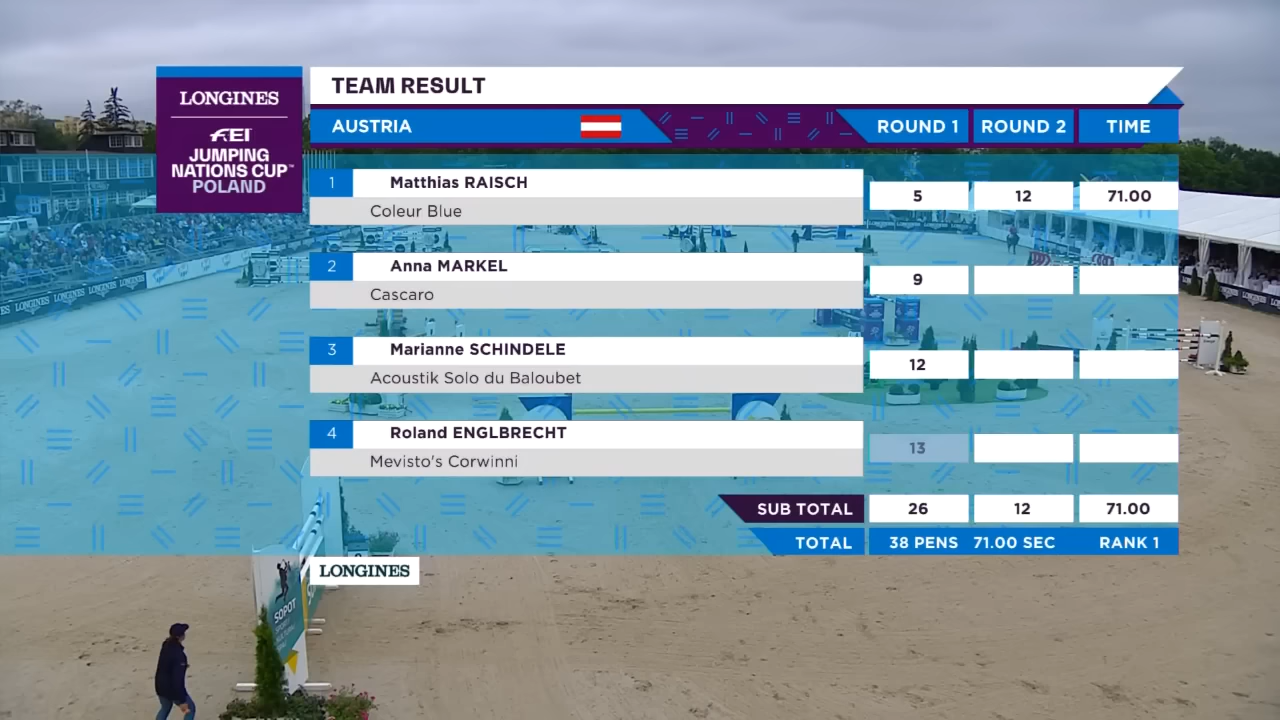 TEAM RESULT
LONGINES
FEI
JUMPING
NATIONS CUP™
POLAND
AUSTRIA ROUND 1 ROUND 2 TIME
1 Matthias RAISCH 5 12 71.00
Coleur Blue
2 Anna MARKEL 9
Cascaro
3 Marianne SCHINDELE 12
Acoustik Solo du Baloubet
4 Roland ENGLBRECHT 13
Mevisto's Corwinni
SUB TOTAL 26 12 71.00
TOTAL 38 PENS 71.00 SEC RANK 1
LONGINES
SOPOT
LONGINES LONGINES LONGINES